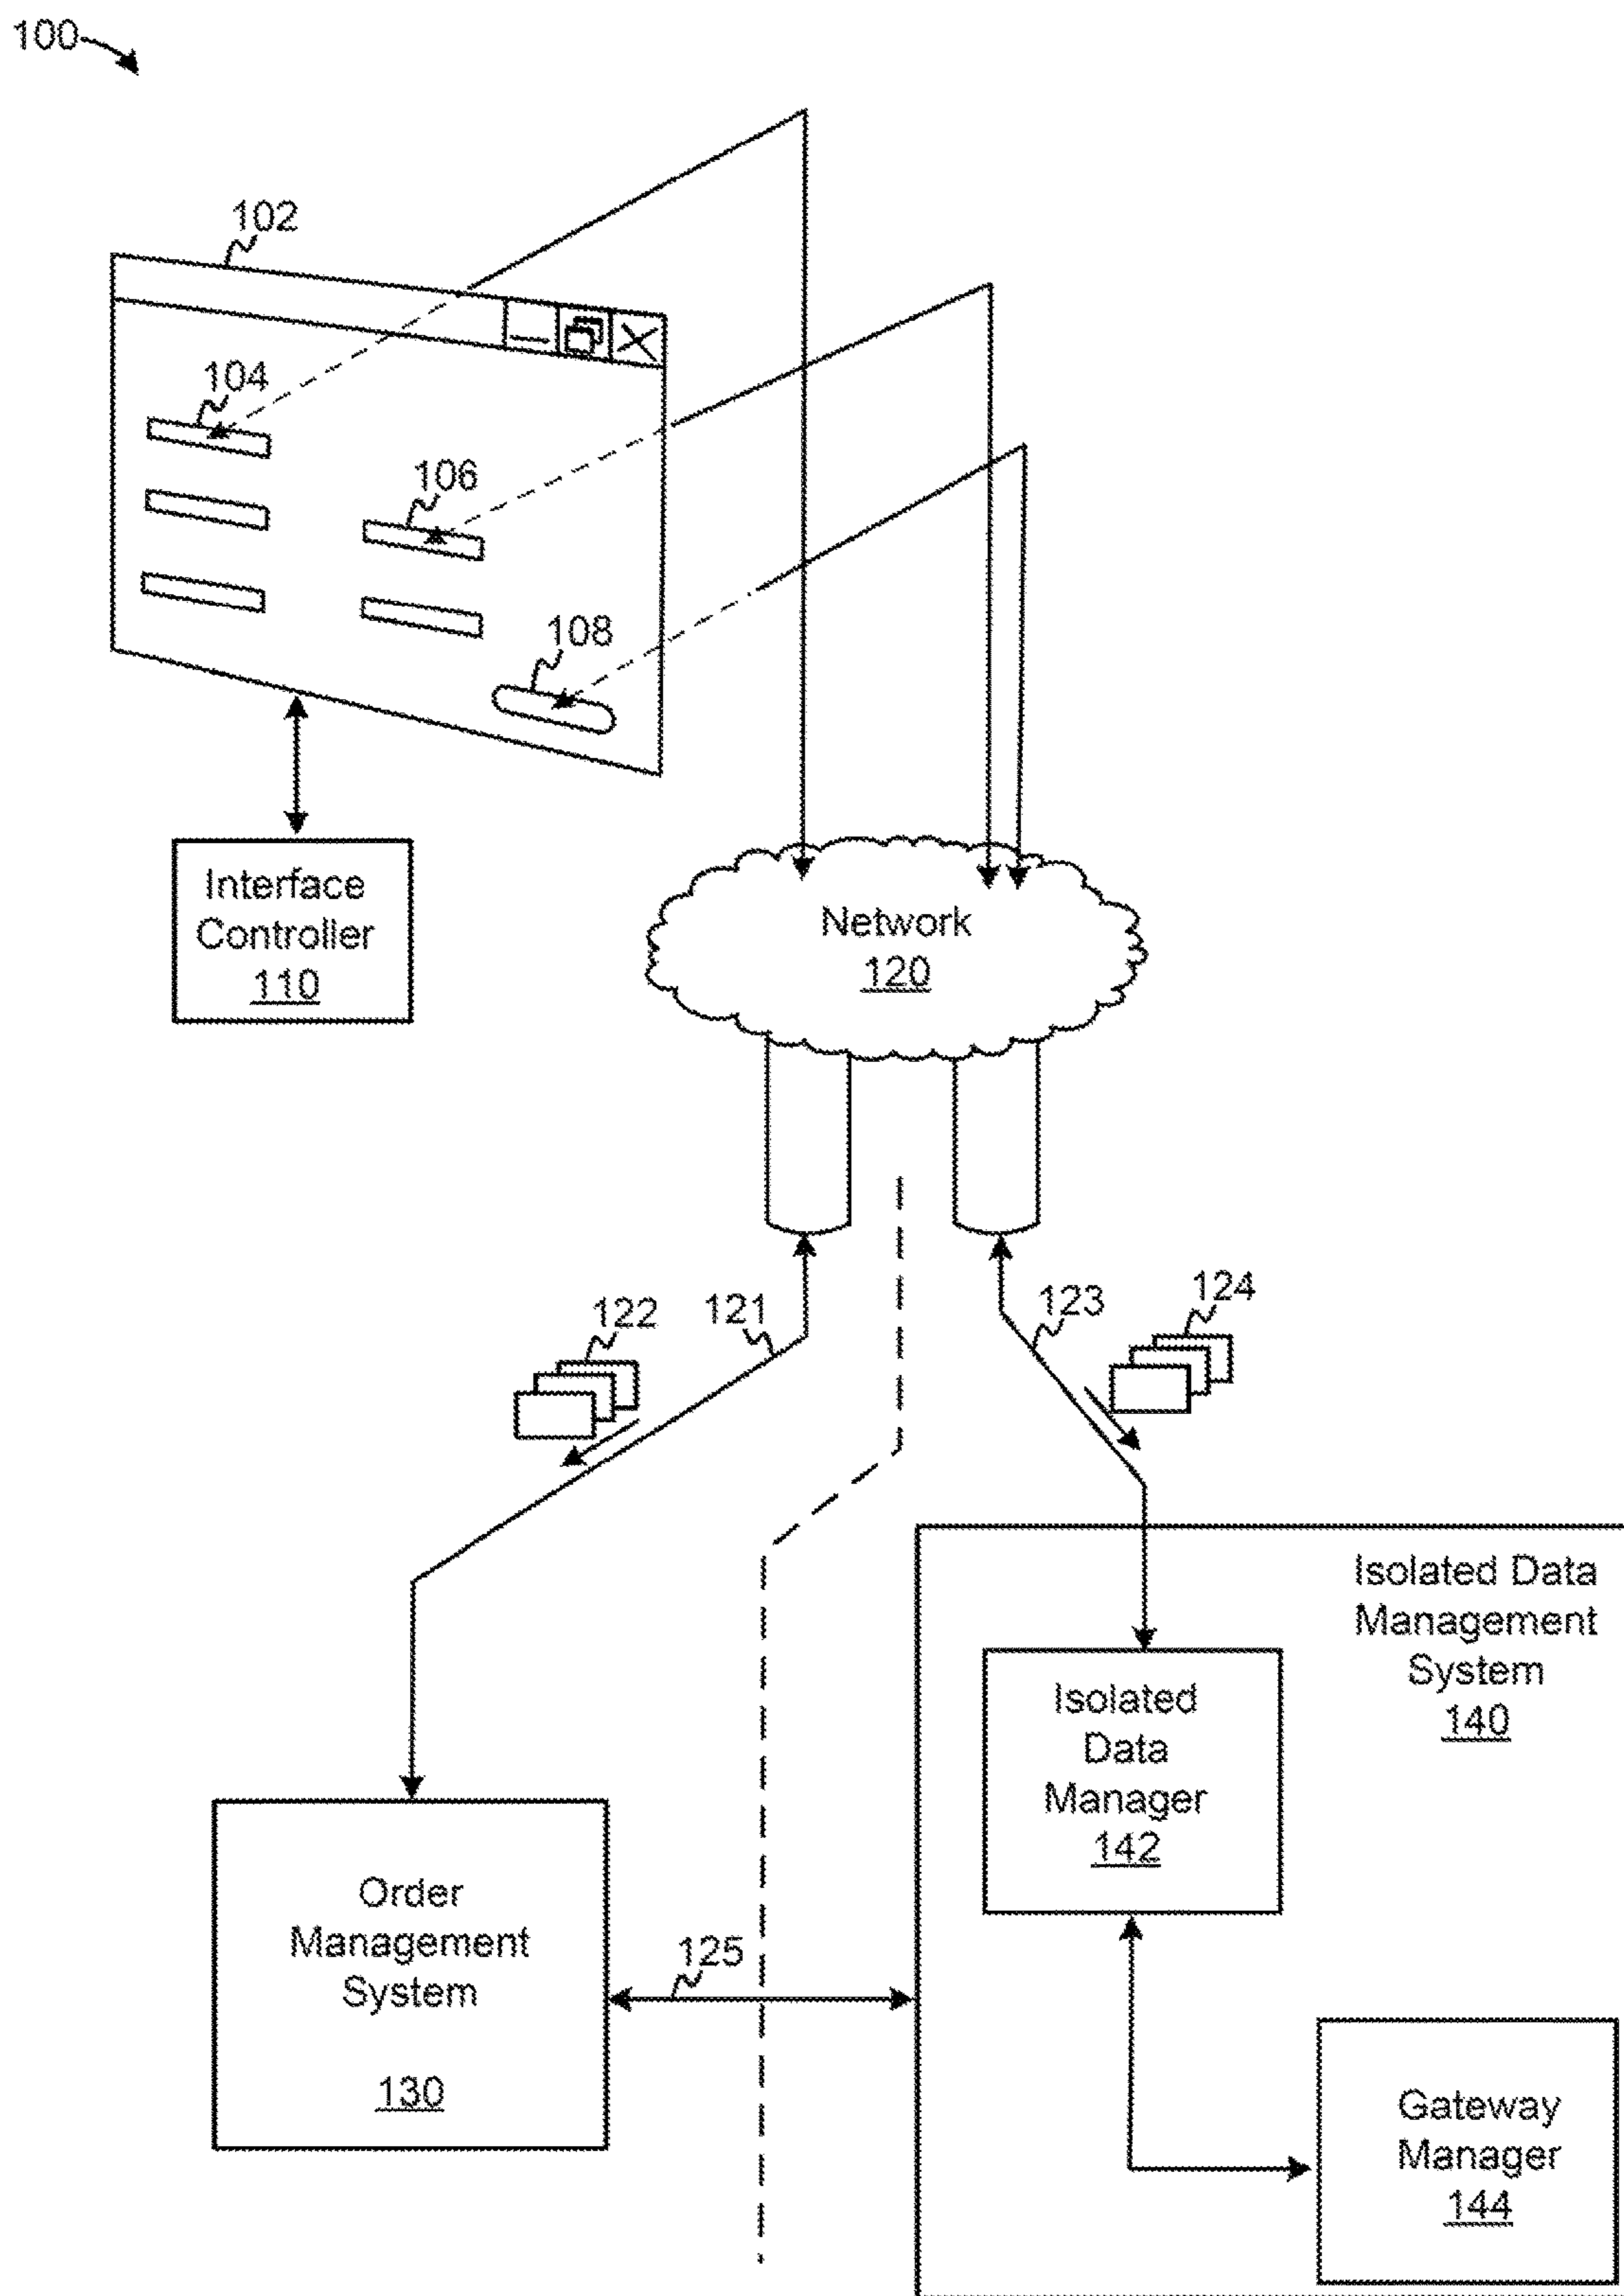 100
102
104
106
108
Interface
Controller
110
Network
120
122
121
123
124
Isolated Data
Management
System
140
Isolated
Data
Manager
142
Order
Management
System
130
125
Gateway
Manager
144